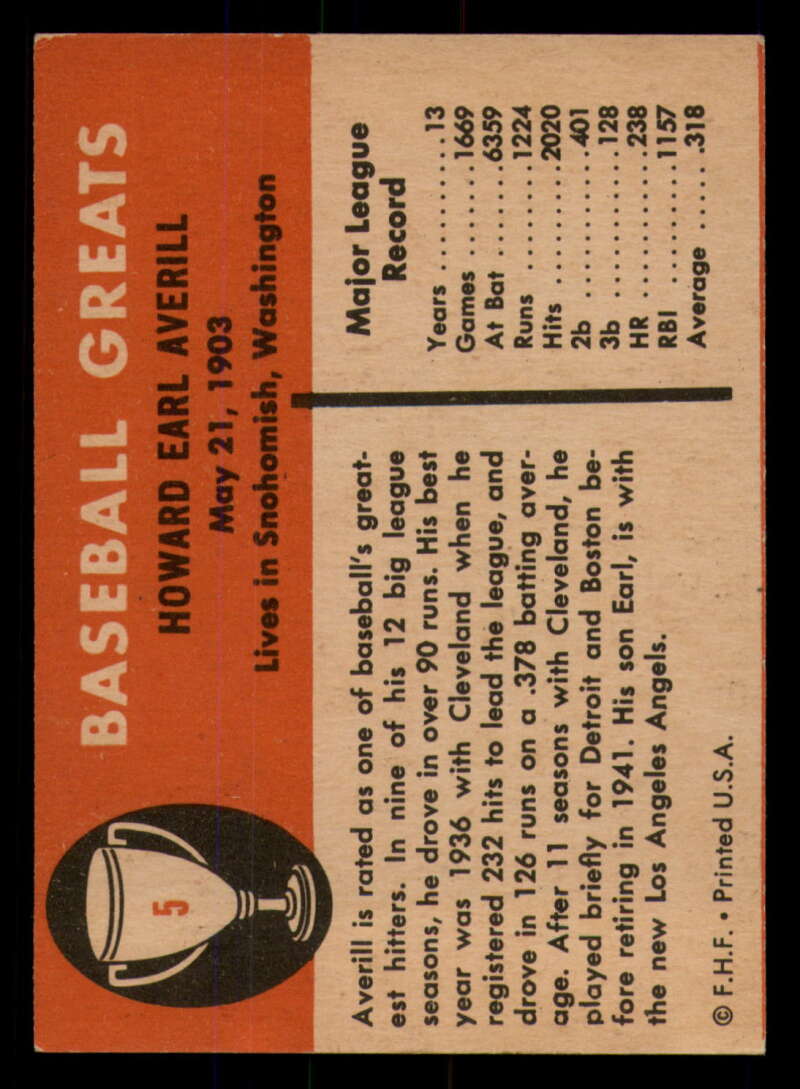 BASEBALL GREATS
HOWARD EARL AVERILL
May 21, 1903
Lives in Snohomish, Washington
5
Averill is rated as one of baseball's great-
est hitters. In nine of his 12 big league
seasons, he drove in over 90 runs. His best
year was 1936 with Cleveland when he
registered 232 hits to lead the league, and
drove in 126 runs on a .378 batting aver-
age. After 11 seasons with Cleveland, he
played briefly for Detroit and Boston be-
fore retiring in 1941. His son Earl, is with
the new Los Angeles Angels.
© F.H.F. • Printed U.S.A.
Major League
Record
Years ...........13
Games .......1669
At Bat .......6359
Runs .........1224
Hits ..........2020
2b .............401
3b .............128
HR .............238
RBI ..........1157
Average ......318